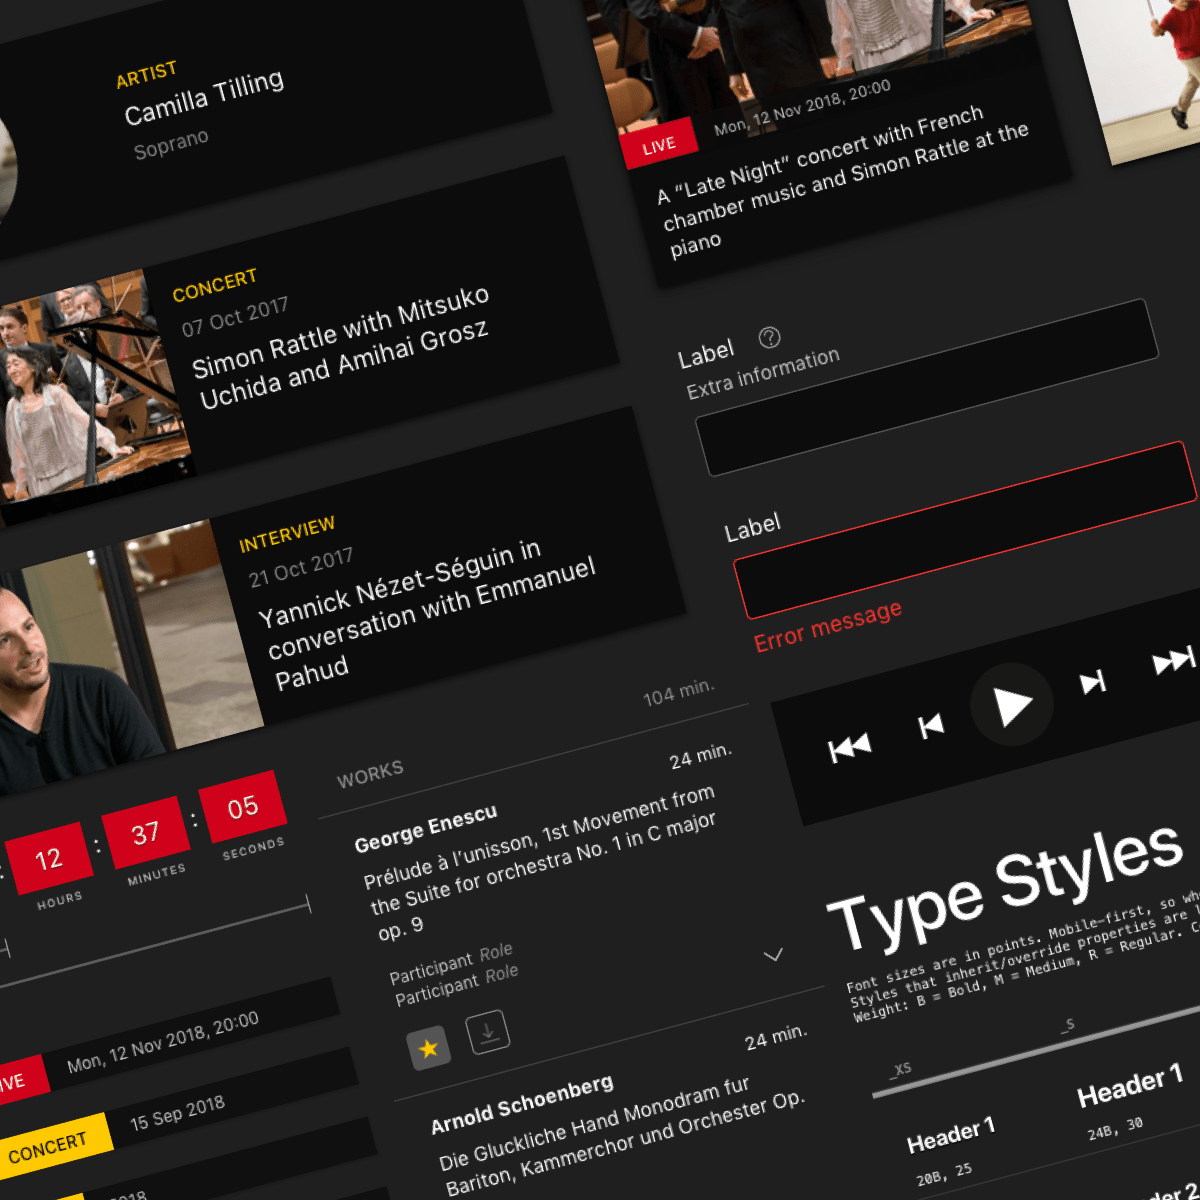 ARTIST
Camilla Tilling
Soprano
CONCERT
07 Oct 2017
Simon Rattle with Mitsuko
Uchida and Amihai Grosz
INTERVIEW
21 Oct 2017
Yannick Nézet-Séguin in
conversation with Emmanuel
Pahud
:
12
:
37
:
05
HOURS
MINUTES
SECONDS
Mon, 12 Nov 2018, 20:00
CONCERT
15 Sep 2018
104 min.
WORKS
24 min.
George Enescu
Prélude à l’unisson, 1st Movement from
the Suite for orchestra No. 1 in C major
op. 9
Participant Role
Participant Role
24 min.
Arnold Schoenberg
Die Gluckliche Hand Monodram fur
Bariton, Kammerchor und Orchester Op.
LIVE
Mon, 12 Nov 2018, 20:00
A “Late Night” concert with French
chamber music and Simon Rattle at the
piano
Label ?
Extra information
Label
Error message
Type Styles
Font sizes are in points. Mobile-first, so
Styles that inherit/override properties are
Weight: B = Bold, M = Medium, R = Regular.
_XS
_S
Header 1
20B, 25
Header 1
24B, 30